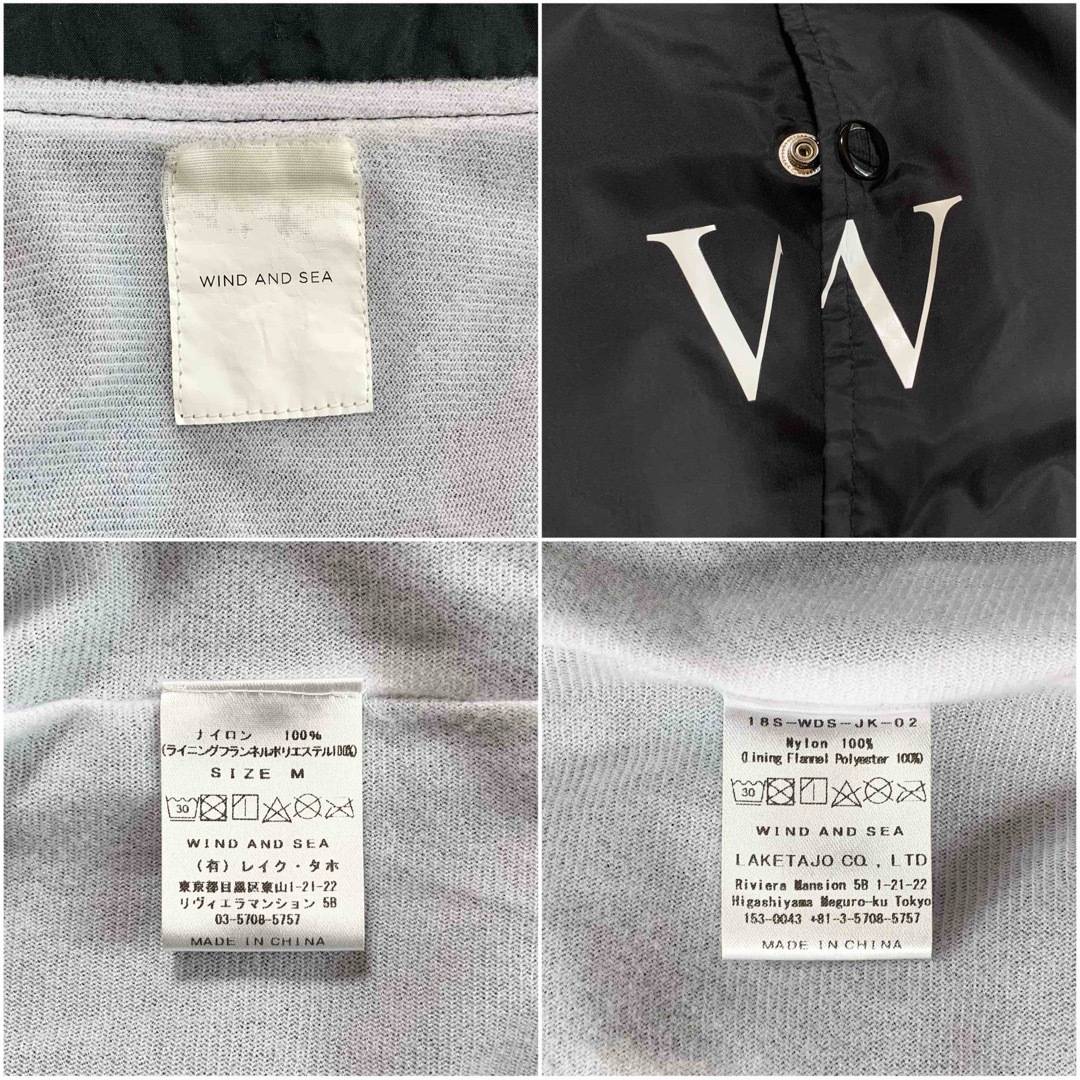 WIND AND SEA
W
ナイロン 100%
(ライニングフランネルポリエステル100%)
SIZE M
30
WIND AND SEA
(有)レイク・タホ
東京都目黒区東山1-21-22
リヴィエラマンション 5B
03-5708-5757
MADE IN CHINA
18S-WDS-JK-02
Nylon 100%
(Lining Flannel Polyester 100%)
30
WIND AND SEA
LAKETAJO CO., LTD
Riviera Mansion 5B 1-21-22
Higashiyama Meguro-ku Tokyo
153-0043 +81-3-5708-5757
MADE IN CHINA